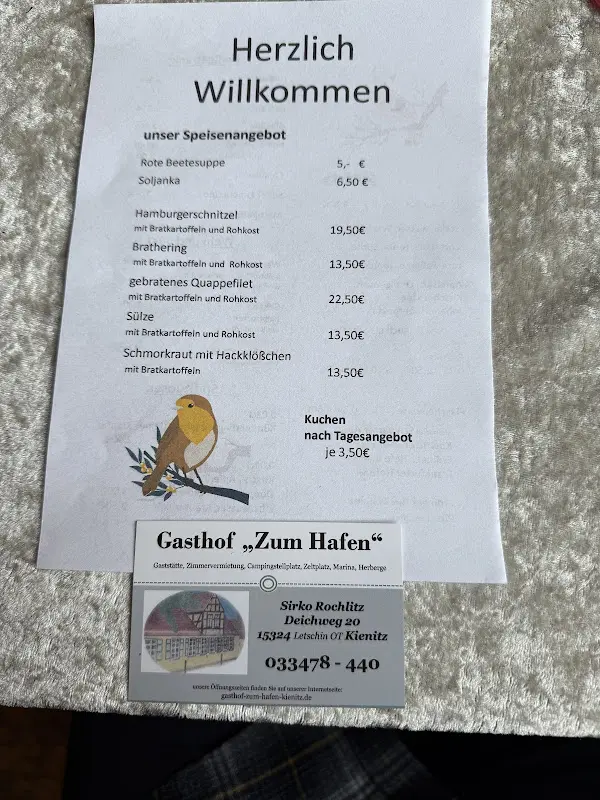 Herzlich
Willkommen
unser Speisenangebot
Rote Beetesuppe 5,- €
Soljanka 6,50 €
Hamburgerschnitzel
mit Bratkartoffeln und Rohkost 19,50€
Brathering
mit Bratkartoffeln und Rohkost 13,50€
gebratenes Quappefilet
mit Bratkartoffeln und Rohkost 22,50€
Sülze
mit Bratkartoffeln und Rohkost 13,50€
Schmorkraut mit Hackklößchen
mit Bratkartoffeln 13,50€
Kuchen
nach Tagesangebot
je 3,50€
Gasthof „Zum Hafen“
Gaststätte, Zimmervermietung, Campingstellplatz, Zeltplatz, Marina, Herberge
Sirko Rochlitz
Deichweg 20
15324 Letschin OT Kienitz
033478 - 440
unsere Öffnungszeiten finden Sie auf unserer Internetseite:
gasthof-zum-hafen-kienitz.de